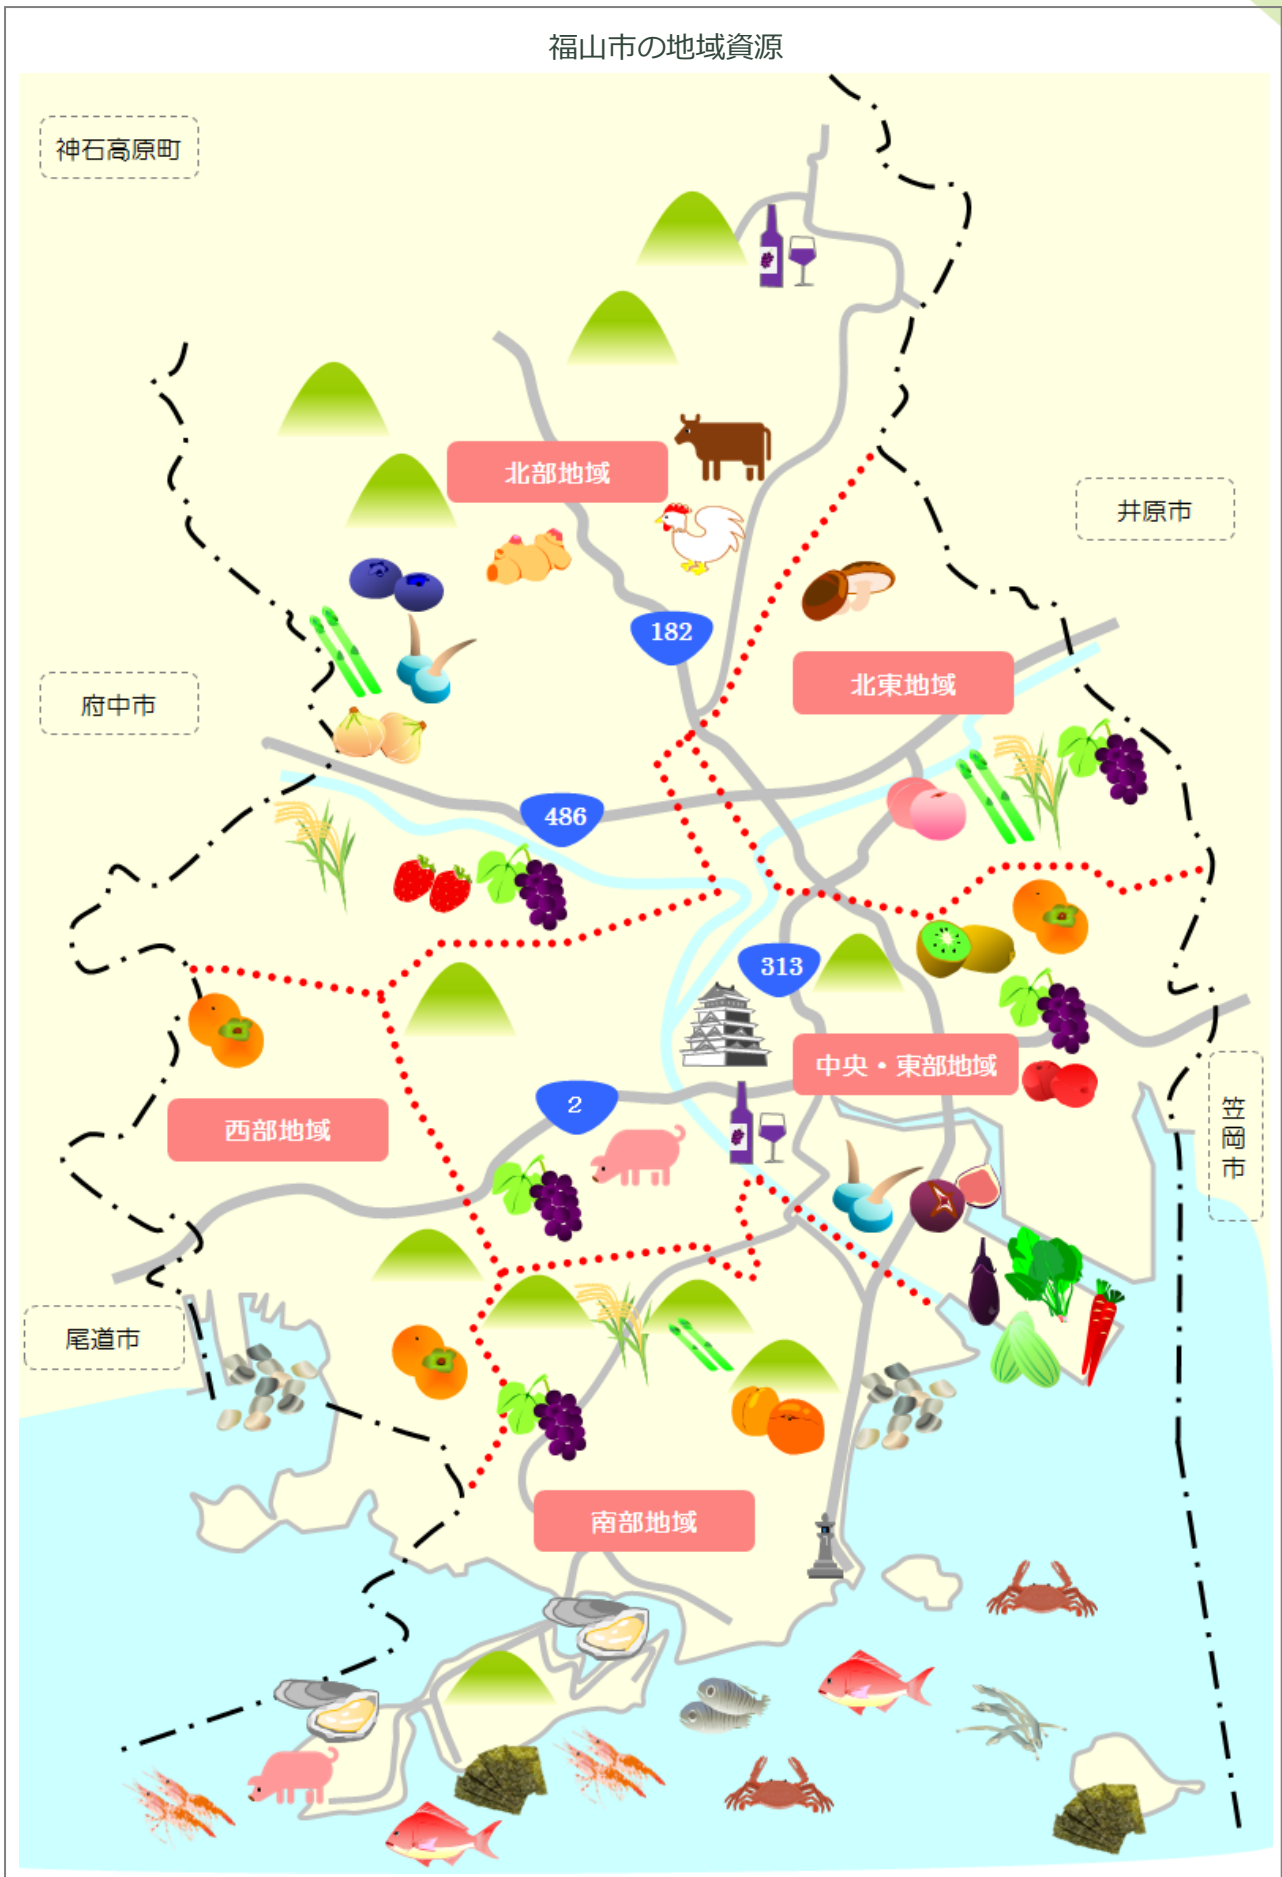 福山市の地域資源
神石高原町
北部地域
井原市
182
北東地域
府中市
486
313
中央・東部地域
2
西部地域
笠岡市
尾道市
南部地域